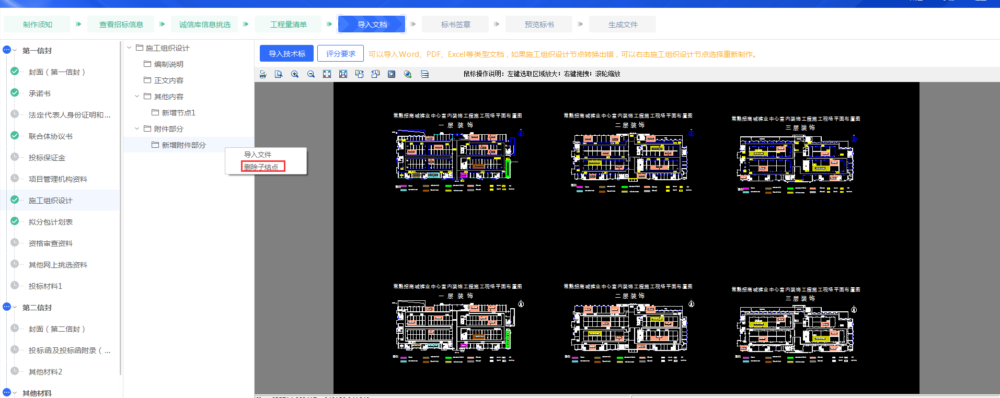 制作须知
查看招标信息
诚信库信息挑选
工程量清单
导入文档
标书签章
预览标书
生成文件
第一信封
封面（第一信封）
承诺书
法定代表人身份证明和...
联合体协议书
投标保证金
项目管理机构资料
施工组织设计
拟分包计划表
资格审查资料
其他网上挑选资料
投标材料1
第二信封
封面（第二信封）
投标函及投标函附录（...
其他材料2
其他材料
施工组织设计
编制说明
正文内容
其他内容
新增节点1
附件部分
新增附件部分
导入文件
删除子结点
导入技术标
评分要求
可以导入Word、PDF、Excel等类型文档，如果施工组织设计节点转换出错，可以右击施工组织设计节点选择重新制作。
鼠标操作说明：左键选取区域放大；右键拖拽；滚轮缩放
常熟招商城裤业中心室内装饰工程施工现场平面布置图
一层装饰
常熟招商城裤业中心室内装饰工程施工现场平面布置图
二层装饰
常熟招商城裤业中心室内装饰工程施工现场平面布置图
三层装饰
常熟招商城裤业中心室内装饰工程施工现场平面布置图
一层装饰
常熟招商城裤业中心室内装饰工程施工现场平面布置图
二层装饰
常熟招商城裤业中心室内装饰工程施工现场平面布置图
三层装饰